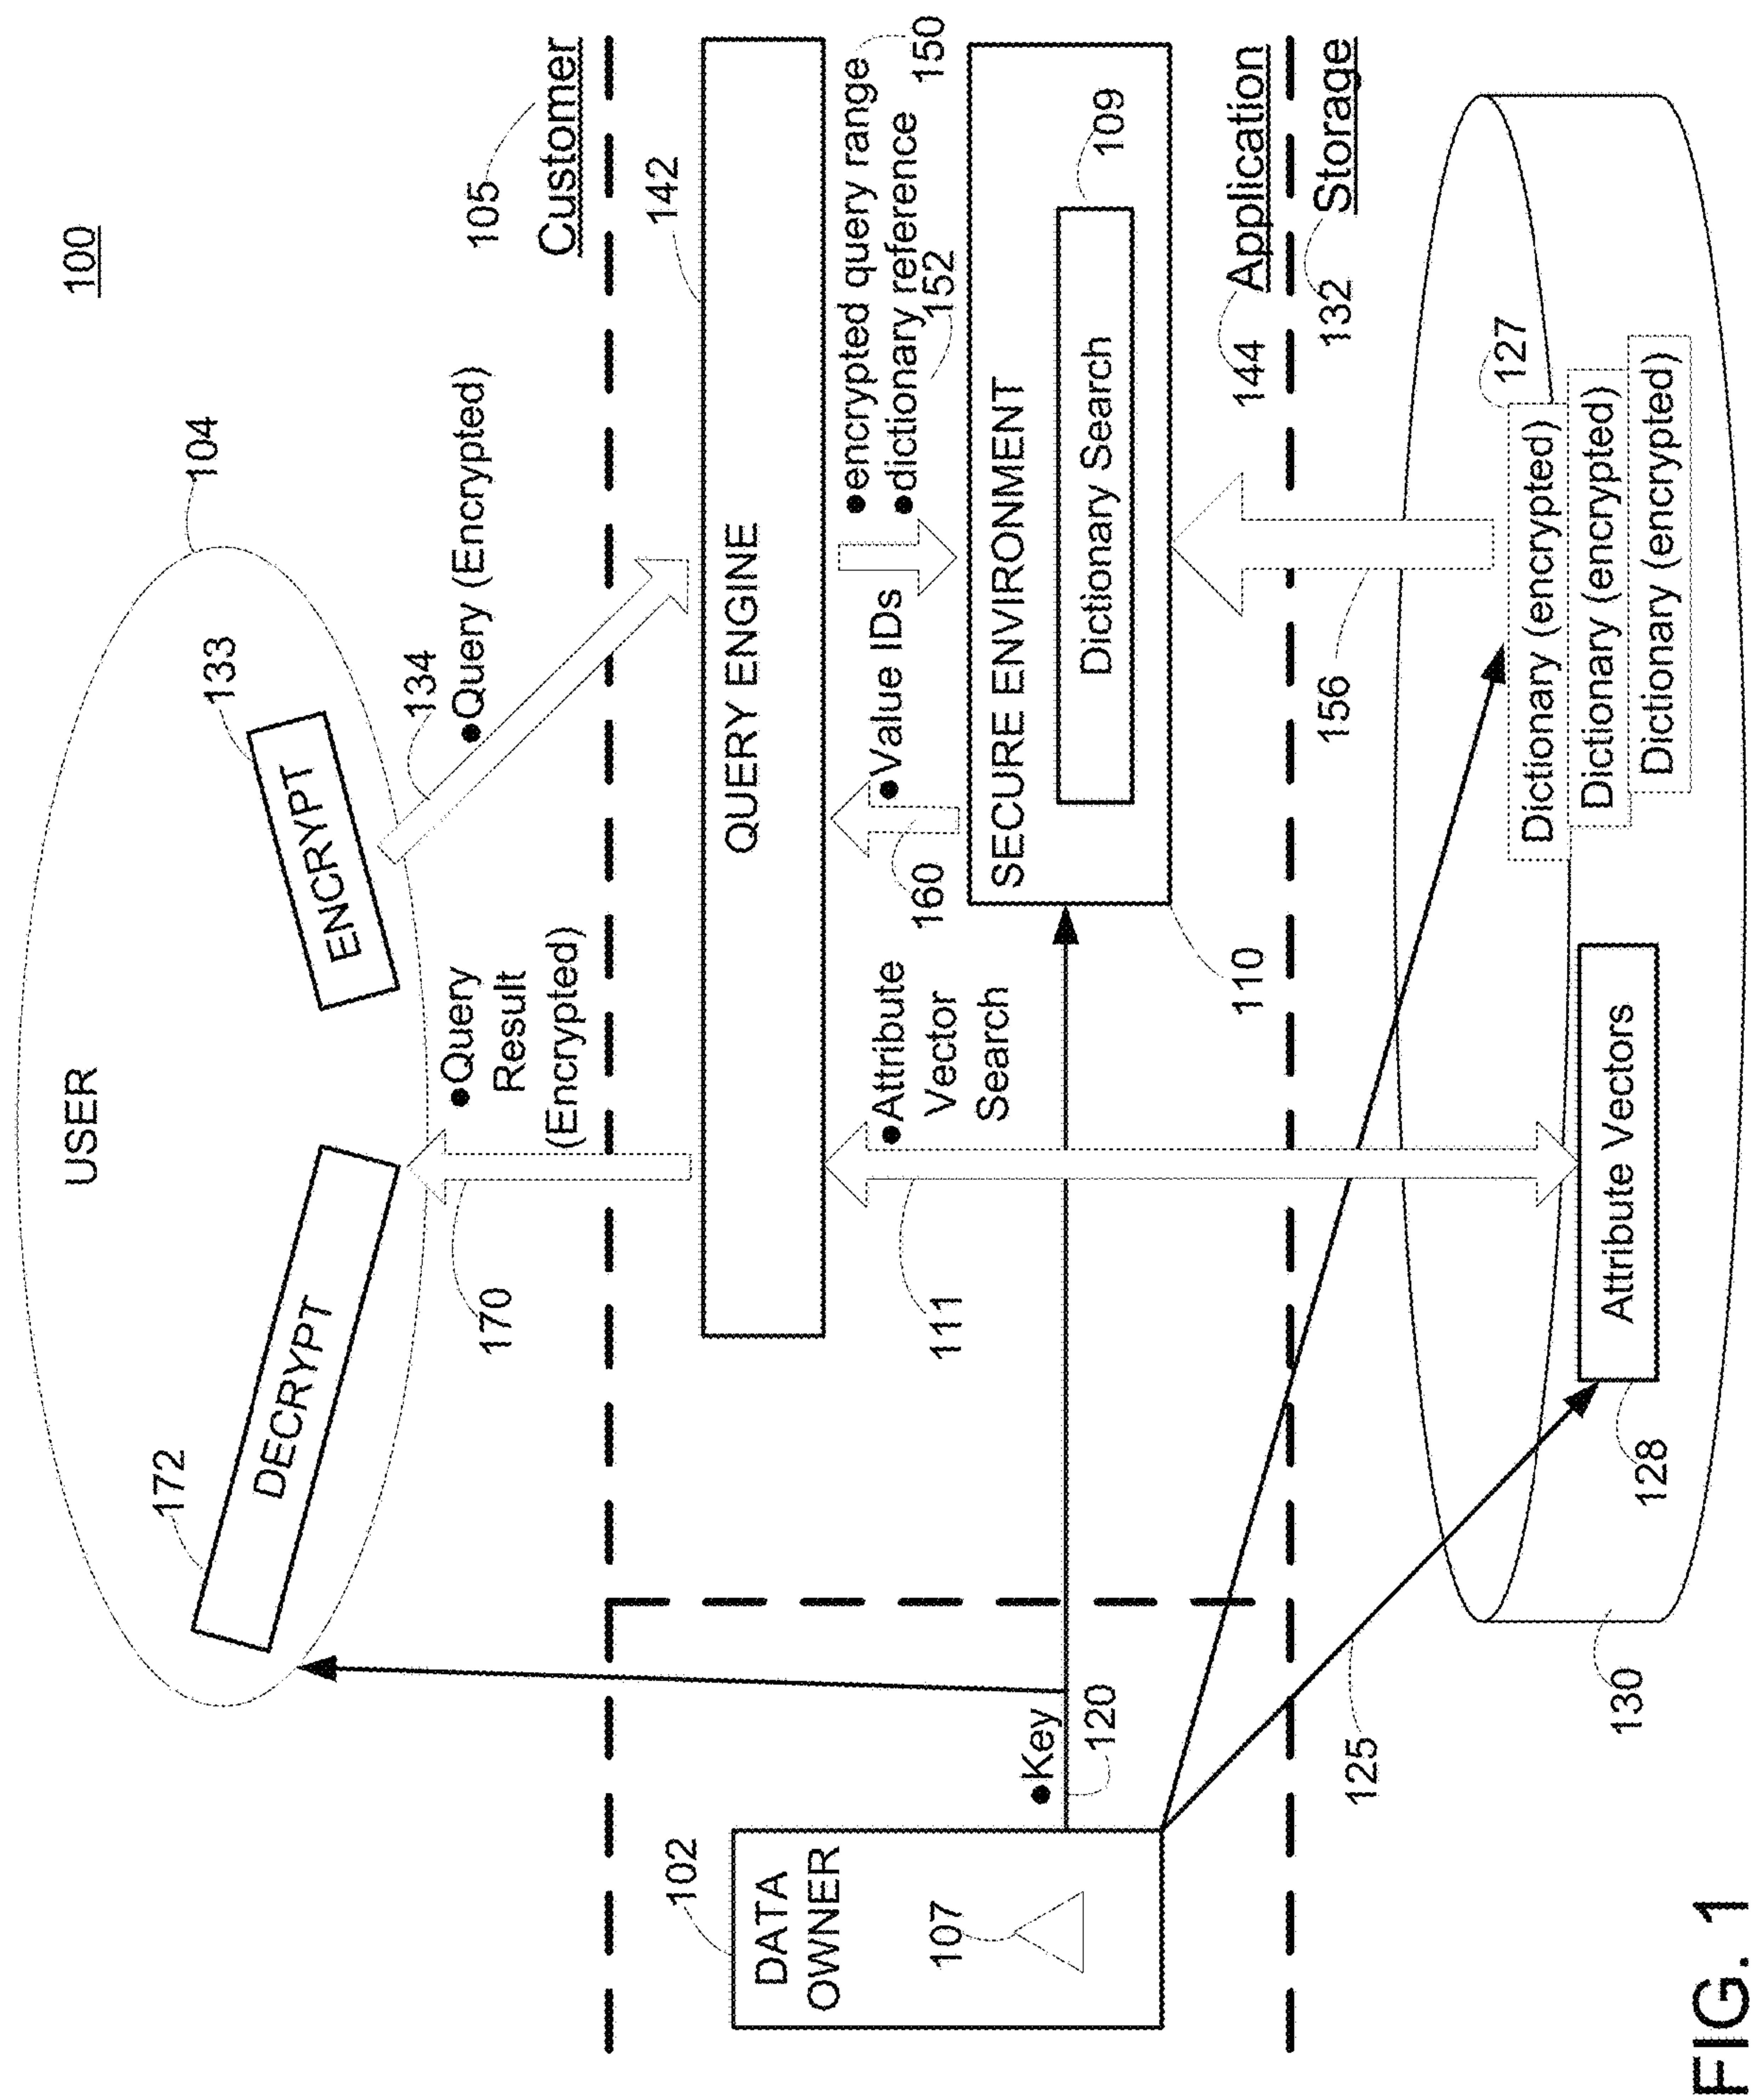 100
USER
104
133
172
ENCRYPT
DECRYPT
134
●Query (Encrypted)
105
Customer
170
●Query
Result
(Encrypted)
142
QUERY ENGINE
●encrypted query range
150
●dictionary reference
152
●Value IDs
160
●Attribute
Vector
Search
111
SECURE ENVIRONMENT
Dictionary Search
109
110
102
DATA
OWNER
107
●Key
120
144
Application
132
Storage
156
125
127
Dictionary (encrypted)
Dictionary (encrypted)
Dictionary (encrypted)
Attribute Vectors
128
130
FIG. 1